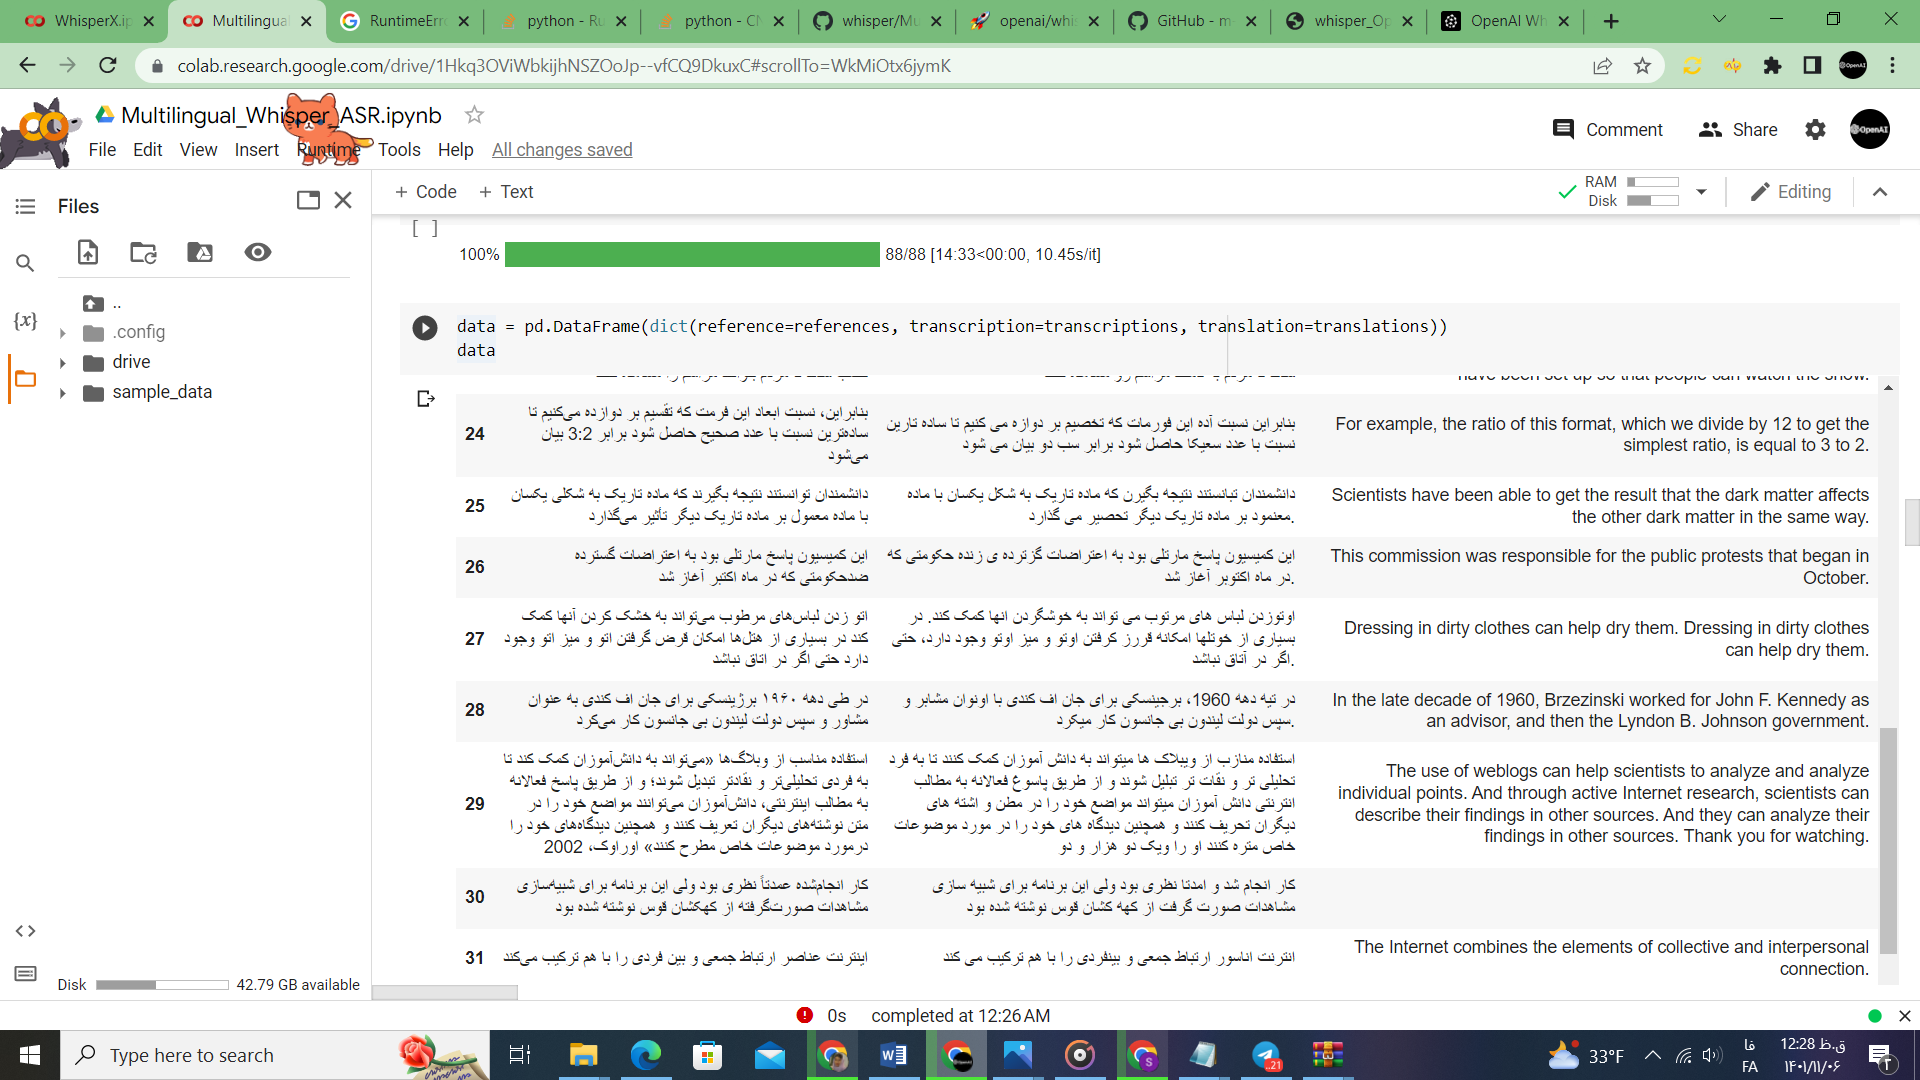 WhisperX.ip
Multilingual
RuntimeErro
python - Ru
python - CN
whisper/Mu
openai/whis
GitHub - m-
whisper_Op
OpenAI Wh
colab.research.google.com/drive/1Hkq3OViWbkijhNSZOoJp--vfCQ9DkuxC#scrollTo=WkMiOtx6jymK
Multilingual_Whisper_ASR.ipynb
Comment
Share
File Edit View Insert Runtime Tools Help All changes saved
Files
+ Code + Text
RAM
Disk
Editing
[ ]
100% 88/88 [14:33<00:00, 10.45s/it]
..
.config
drive
sample_data
data = pd.DataFrame(dict(reference=references, transcription=transcriptions, translation=translations))
data
have been set up so that people can watch the show.
24
بنابراین، نسبت ابعاد این فرمت که تقسیم بر دوازده می‌کنیم تا
ساده‌ترین نسبت با عدد صحیح حاصل شود برابر 3:2 بیان
می‌شود
بنابراین نسبت آده این فورمات که تخصیم بر دوازه می کنیم تا ساده تارین
نسبت با عدد سعیکا حاصل شود برابر سب دو بیان می شود
For example, the ratio of this format, which we divide by 12 to get the
simplest ratio, is equal to 3 to 2.
25
دانشمندان توانستند نتیجه بگیرند که ماده تاریک به شکلی یکسان
با ماده معمول بر ماده تاریک دیگر تأثیر می‌گذارد
دانشمندان تبانستند نتیجه بگیرن که ماده تاریک به شکل یکسان با ماده
معنمود بر ماده تاریک دیگر تحصیر می گذارد.
Scientists have been able to get the result that the dark matter affects
the other dark matter in the same way.
26
این کمیسیون پاسخ مارتلی بود به اعتراضات گسترده
ضدحکومتی که در ماه اکتبر آغاز شد
این کمیسیون پاسخ مارتلی بود به اعتراضات گزترده ی زنده حکومتی که
در ماه اکتوبر آغاز شد.
This commission was responsible for the public protests that began in
October.
27
اتو زدن لباس‌های مرطوب می‌تواند به خشک کردن آنها کمک
کند در بسیاری از هتل‌ها امکان قرض گرفتن اتو و میز اتو وجود
دارد حتی اگر در اتاق نباشد
اوتوزدن لباس های مرتوب می تواند به خوشگردن انها کمک کند. در
بسیاری از خوتلها امکانه قررز کرفتن اوتو و میز اوتو وجود دارد، حتی
اگر در آتاق نباشد.
Dressing in dirty clothes can help dry them. Dressing in dirty clothes
can help dry them.
28
در طی دهه ۱۹۶۰ برژینسکی برای جان اف کندی به عنوان
مشاور و سپس دولت لیندون بی جانسون کار می‌کرد
در تیه دهه 1960، برجینسکی برای جان اف کندی با اونوان مشابر و
سپس دولت لیندون بی جانسون کار میکرد.
In the late decade of 1960, Brzezinski worked for John F. Kennedy as
an advisor, and then the Lyndon B. Johnson government.
29
استفاده مناسب از وبلاگ‌ها «می‌تواند به دانش‌آموزان کمک کند تا
به فردی تحلیلی‌تر و نقادتر تبدیل شوند؛ و از طریق پاسخ فعالانه
به مطالب اینترنتی، دانش‌آموزان می‌توانند مواضع خود را در
متن نوشته‌های دیگران تعریف کنند و همچنین دیدگاه‌های خود را
درمورد موضوعات خاص مطرح کنند» اوراوک، 2002
استفاده منازب از ویبلاک ها میتواند به دانش آموزان کمک کنند تا به فرد
تحلیلی تر و نقات تر تبلیل شوند و از طریق پاسوغ فعالانه به مطالب
انترنتی دانش آموزان میتواند مواضع خود را در مطن و اشته های
دیگران تحریف کنند و همچنین دیدگاه های خود را در مورد موضوعات
خاص متره کنند او را ویک دو هزار و دو
The use of weblogs can help scientists to analyze and analyze
individual points. And through active Internet research, scientists can
describe their findings in other sources. And they can analyze their
findings in other sources. Thank you for watching.
30
کار انجام‌شده عمدتاً نظری بود ولی این برنامه برای شبیه‌سازی
مشاهدات صورت‌گرفته از کهکشان قوس نوشته شده بود
کار انجام شد و امدتا نظری بود ولی این برنامه برای شبیه سازی
مشاهدات صورت گرفت از کهه کشان قوس نوشته شده بود
31
اینترنت عناصر ارتباط جمعی و بین فردی را با هم ترکیب می‌کند
انترنت اناسور ارتباط جمعی و بینفردی را با هم ترکیب می کند
The Internet combines the elements of collective and interpersonal
connection.
Disk 42.79 GB available
0s completed at 12:26 AM
Type here to search
21
33°F
فا
FA
12:28 ق.ظ
۱۴۰۱/۱۱/۰۶
۲